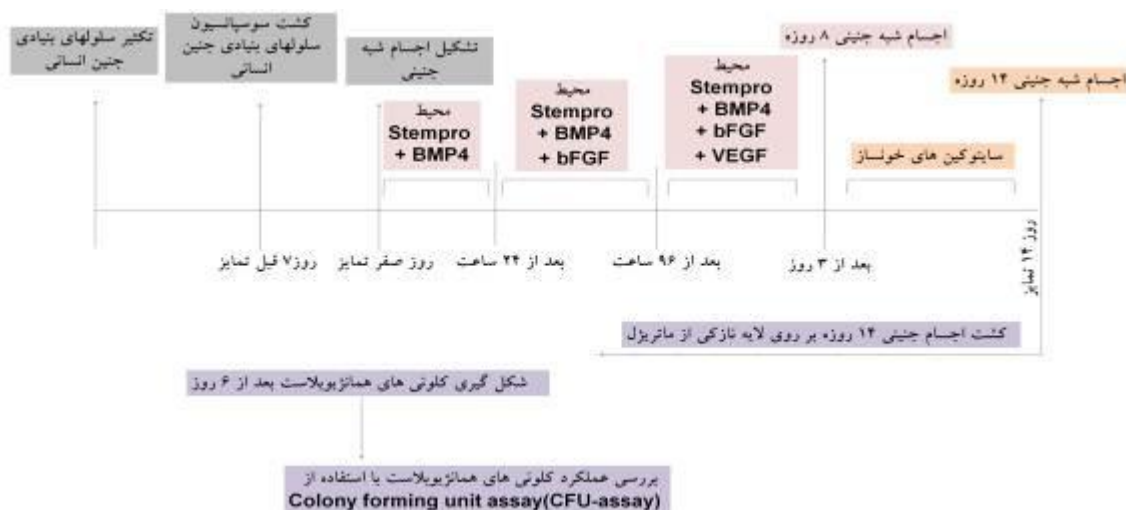 تکثیر سلولهای بنیادی
جنین انسانی
کشت سوسپانسیون
سلولهای بنیادی جنین
انسانی
تشکیل اجسام شبه
جنینی
محیط
Stempro
+ BMP4
محیط
Stempro
+ BMP4
+ bFGF
محیط
Stempro
+ BMP4
+ bFGF
+ VEGF
اجسام شبه جنینی ۸ روزه
سایتوکین های خونساز
اجسام شبه جنینی ۱۴ روزه
روز۷ قبل تمایز
روز صفر تمایز
بعد از ۲۴ ساعت
بعد از ۹۶ ساعت
بعد از ۳ روز
روز ۱۴ تمایز
کشت اجسام جنینی ۱۴ روزه بر روی لایه نازکی از ماتریژل
شکل گیری کلونی های همانژیوبلاست بعد از ۶ روز
بررسی عملکرد کلونی های همانژیوبلاست با استفاده از
Colony forming unit assay(CFU-assay)